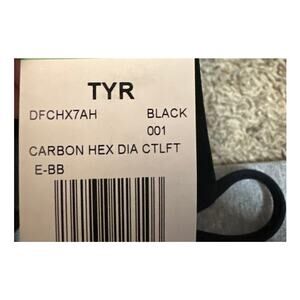 TYR
DFCHX7AH BLACK
001
CARBON HEX DIA CTLFT
E-BB